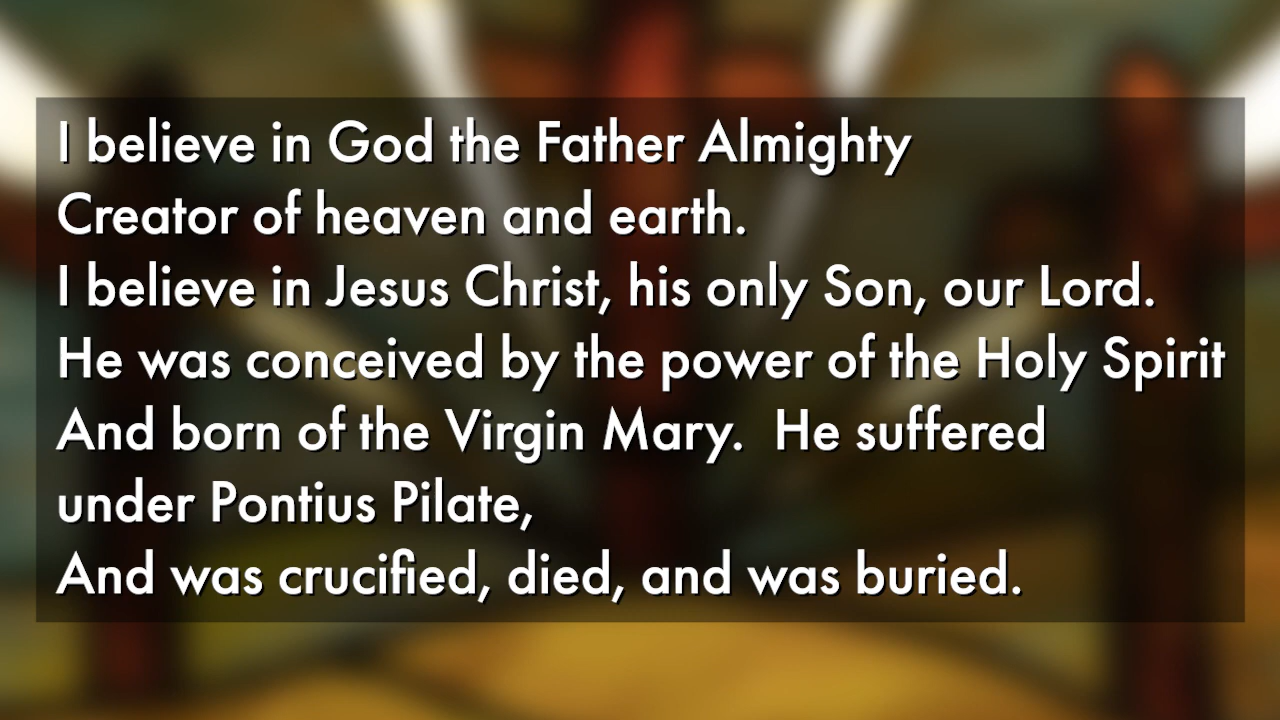 I believe in God the Father Almighty
Creator of heaven and earth.
I believe in Jesus Christ, his only Son, our Lord.
He was conceived by the power of the Holy Spirit
And born of the Virgin Mary.  He suffered
under Pontius Pilate,
And was crucified, died, and was buried.